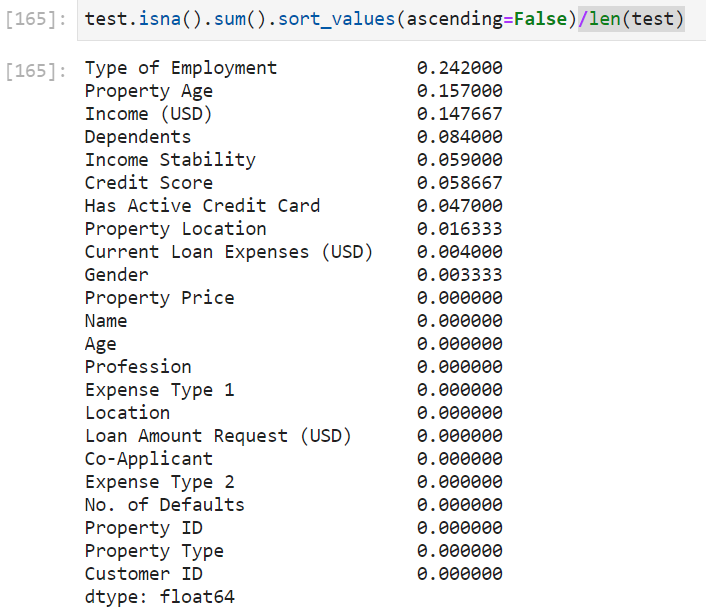 [165]: test.isna().sum().sort_values(ascending=False)/len(test)
[165]: Type of Employment 0.242000
Property Age 0.157000
Income (USD) 0.147667
Dependents 0.084000
Income Stability 0.059000
Credit Score 0.058667
Has Active Credit Card 0.047000
Property Location 0.016333
Current Loan Expenses (USD) 0.004000
Gender 0.003333
Property Price 0.000000
Name 0.000000
Age 0.000000
Profession 0.000000
Expense Type 1 0.000000
Location 0.000000
Loan Amount Request (USD) 0.000000
Co-Applicant 0.000000
Expense Type 2 0.000000
No. of Defaults 0.000000
Property ID 0.000000
Property Type 0.000000
Customer ID 0.000000
dtype: float64